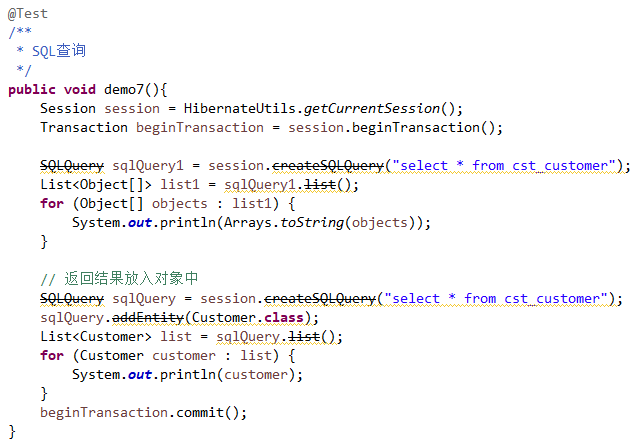 @Test
/**
 * SQL查询
 */
public void demo7(){
    Session session = HibernateUtils.getCurrentSession();
    Transaction beginTransaction = session.beginTransaction();

    SQLQuery sqlQuery1 = session.createSQLQuery("select * from cst_customer");
    List<Object[]> list1 = sqlQuery1.list();
    for (Object[] objects : list1) {
        System.out.println(Arrays.toString(objects));
    }

    // 返回结果放入对象中
    SQLQuery sqlQuery = session.createSQLQuery("select * from cst_customer");
    sqlQuery.addEntity(Customer.class);
    List<Customer> list = sqlQuery.list();
    for (Customer customer : list) {
        System.out.println(customer);
    }
    beginTransaction.commit();
}